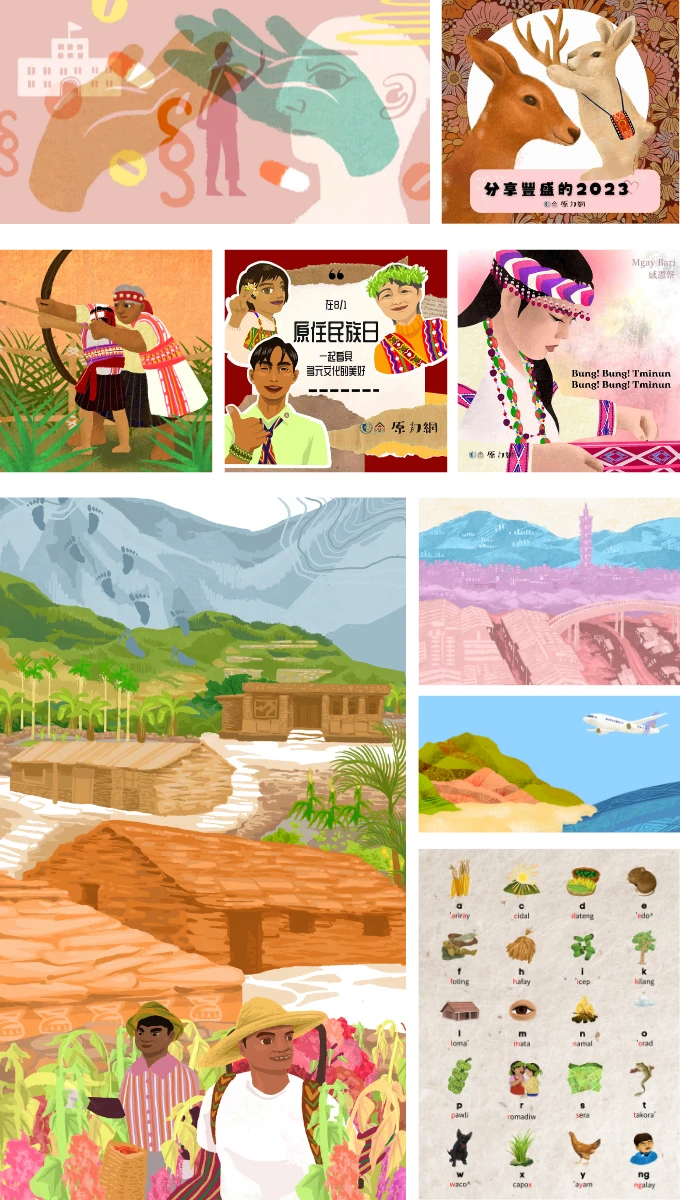 分享豐盛的2023
原力網
在8/1
原住民族日
一起看見
多元文化的美好
原力網
Mgay Bari
感恩祭
Bung! Bung! Tminun
Bung! Bung! Tminun
原力網
a c d e
'ariray cidal dateng 'edo^
f h i k
foting hafay 'icep kilang
l m n o
loma' mata namal 'orad
p r s t
pawli romadiw sera takora'
w x y ng
waco^ capox 'ayam ngalay